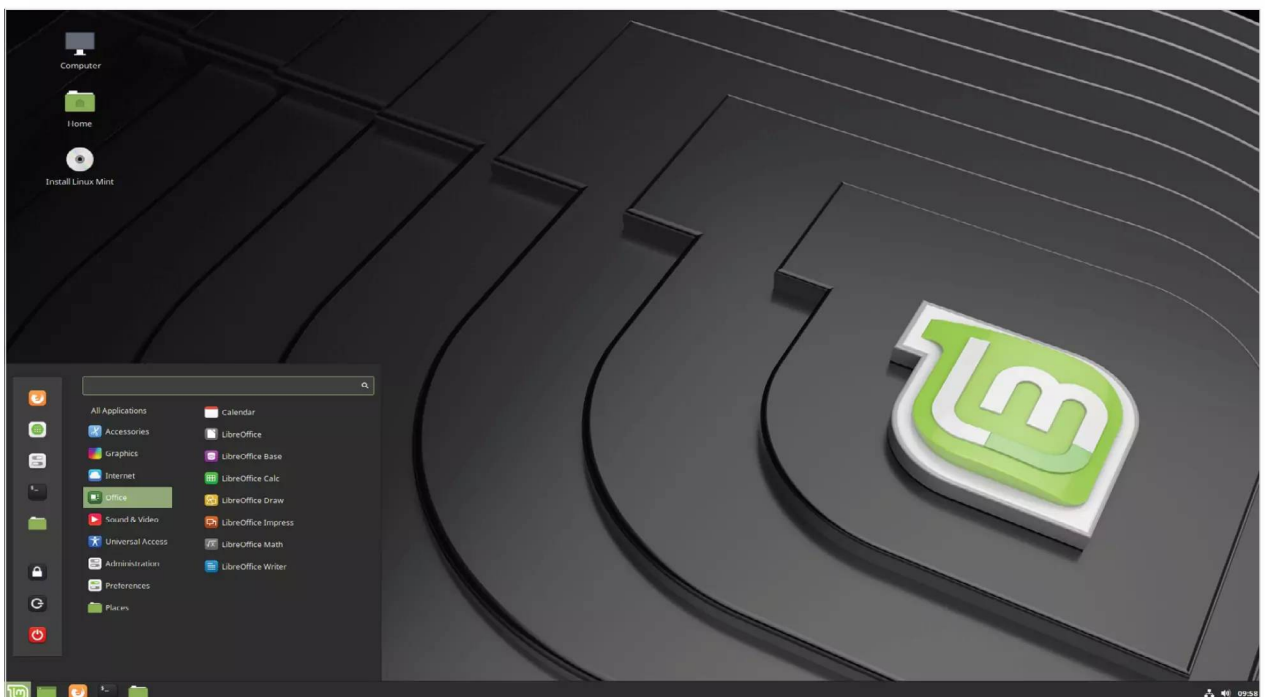 Computer
Home
Install Linux Mint
All Applications
Accessories
Graphics
Internet
Office
Sound & Video
Universal Access
Administration
Preferences
Places
Calendar
LibreOffice
LibreOffice Base
LibreOffice Calc
LibreOffice Draw
LibreOffice Impress
LibreOffice Math
LibreOffice Writer
lm
09:58